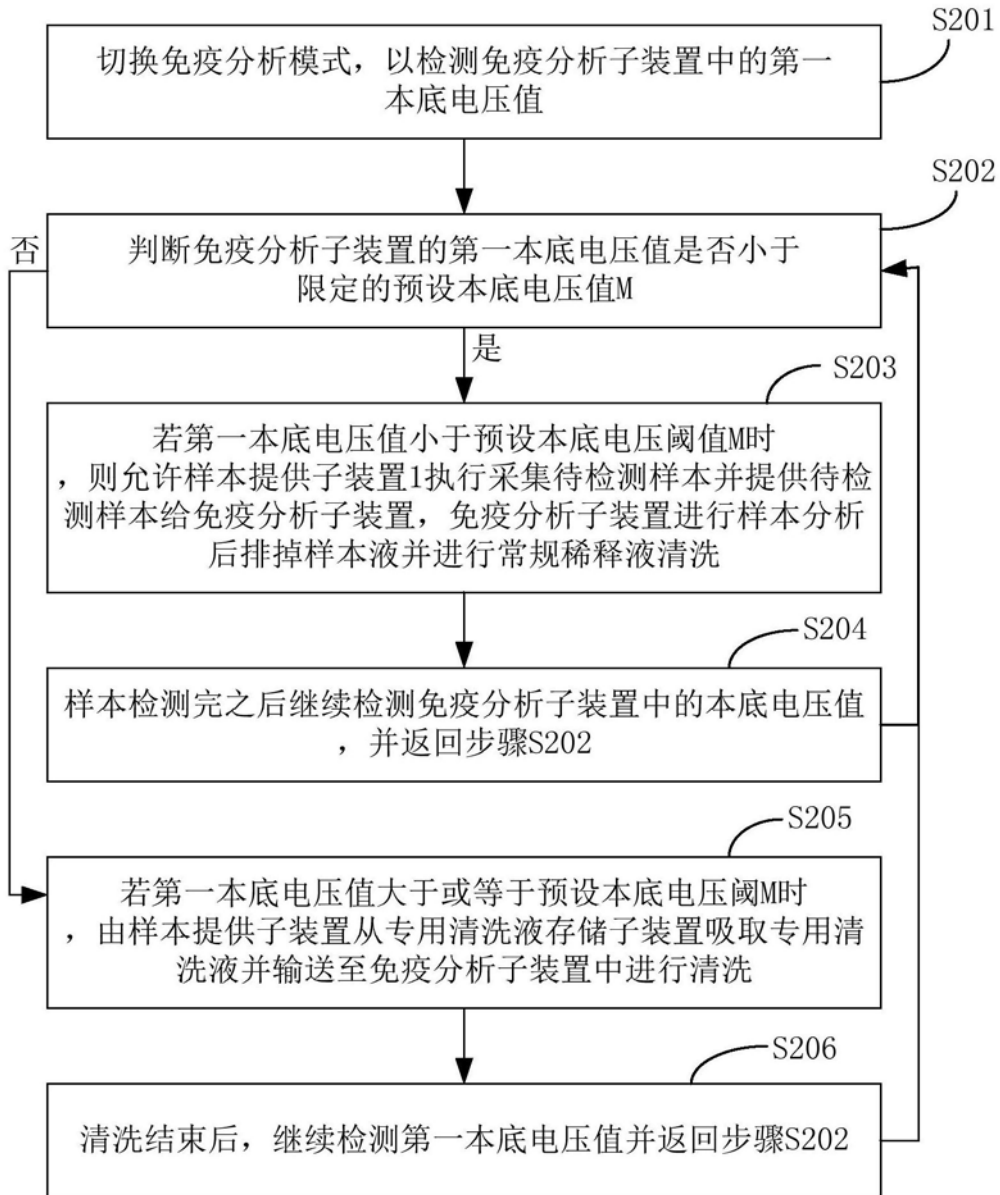 S201
切换免疫分析模式，以检测免疫分析子装置中的第一
本底电压值
S202
判断免疫分析子装置的第一本底电压值是否小于
限定的预设本底电压值M
否
是
S203
若第一本底电压值小于预设本底电压阈值M时
，则允许样本提供子装置1执行采集待检测样本并提供待检
测样本给免疫分析子装置，免疫分析子装置进行样本分析
后排掉样本液并进行常规稀释液清洗
S204
样本检测完之后继续检测免疫分析子装置中的本底电压值
，并返回步骤S202
S205
若第一本底电压值大于或等于预设本底电压阈M时
，由样本提供子装置从专用清洗液存储子装置吸取专用清
洗液并输送至免疫分析子装置中进行清洗
S206
清洗结束后，继续检测第一本底电压值并返回步骤S202